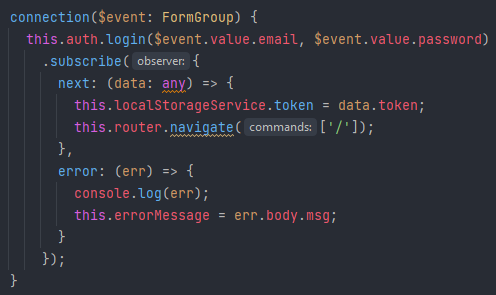 connection($event: FormGroup) {
  this.auth.login($event.value.email, $event.value.password)
    .subscribe( observer: {
      next: (data: any) => {
        this.localStorageService.token = data.token;
        this.router.navigate( commands: ['/']);
      },
      error: (err) => {
        console.log(err);
        this.errorMessage = err.body.msg;
      }
    });
}